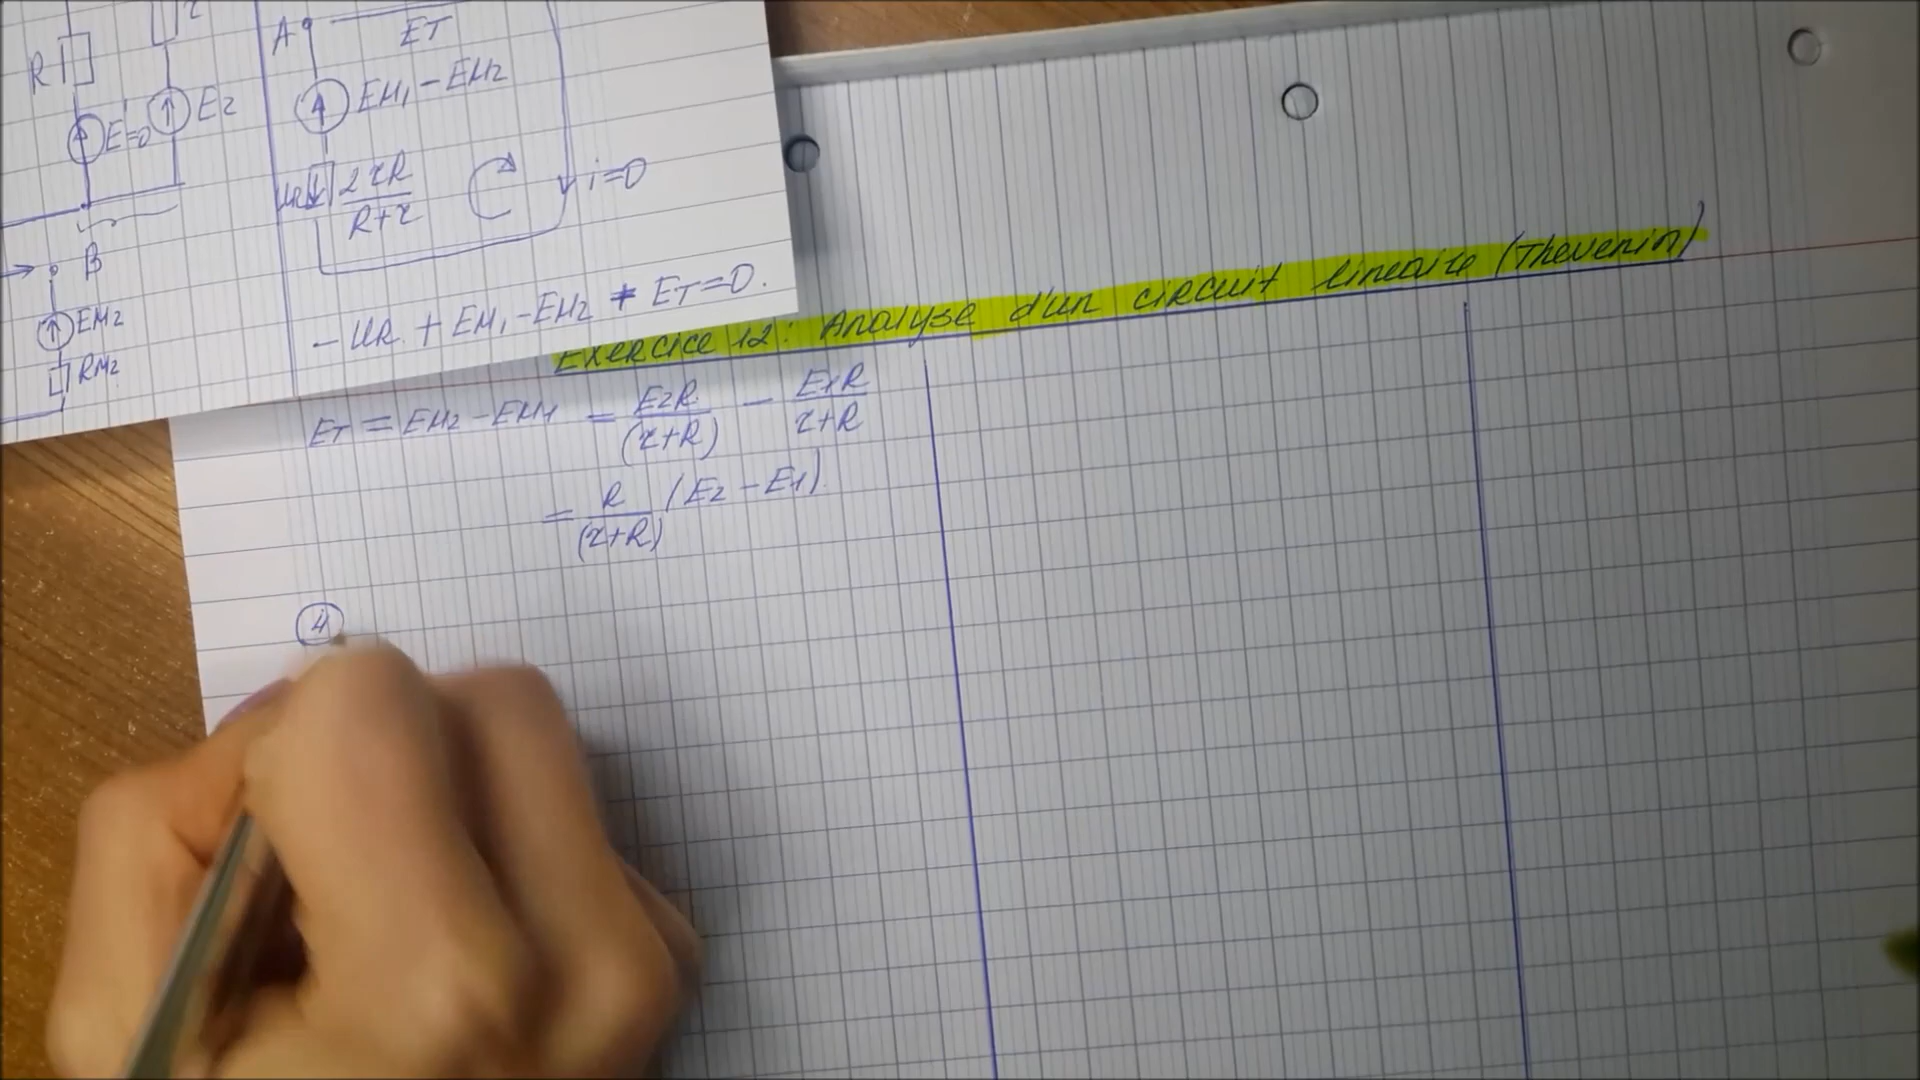 R
E'=0
E2
B
EM2
RM2
A
ET
EM1 - EM2
UR
2rR
R+r
i=0
- UR + EM1 - EM2 + ET = 0.
Exercice 12 : Analyse d'un circuit lineaire (Thevenin)
ET = EM2 - EM1 = E2R/(r+R) - E1R/r+R
= R/(r+R) (E2 - E1).
4